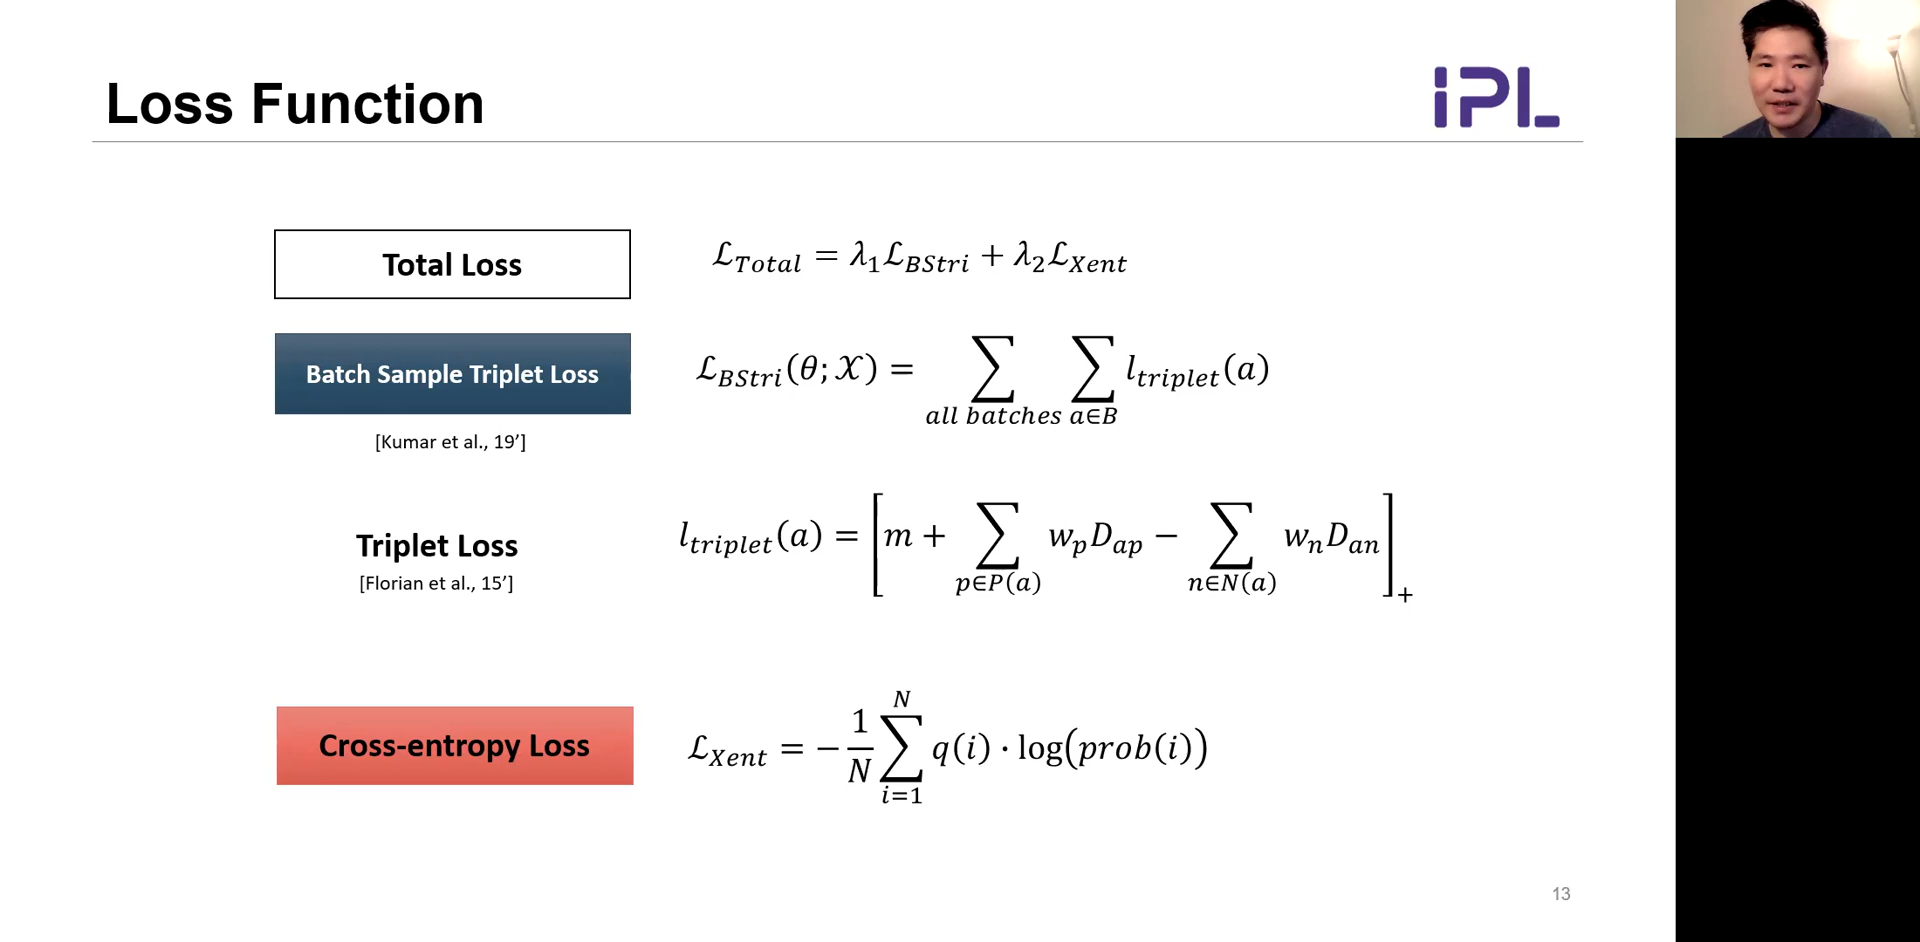 Loss Function
iPL
Total Loss
ℒ_Total = λ₁ℒ_BStri + λ₂ℒ_Xent
Batch Sample Triplet Loss
[Kumar et al., 19’]
ℒ_BStri(θ; 𝒳) = ∑_{all batches} ∑_{a∈B} l_triplet(a)
Triplet Loss
[Florian et al., 15’]
l_triplet(a) = [m + ∑_{p∈P(a)} w_p D_ap − ∑_{n∈N(a)} w_n D_an]_+
Cross-entropy Loss
ℒ_Xent = −1/N ∑_{i=1}^{N} q(i) · log(prob(i))
13